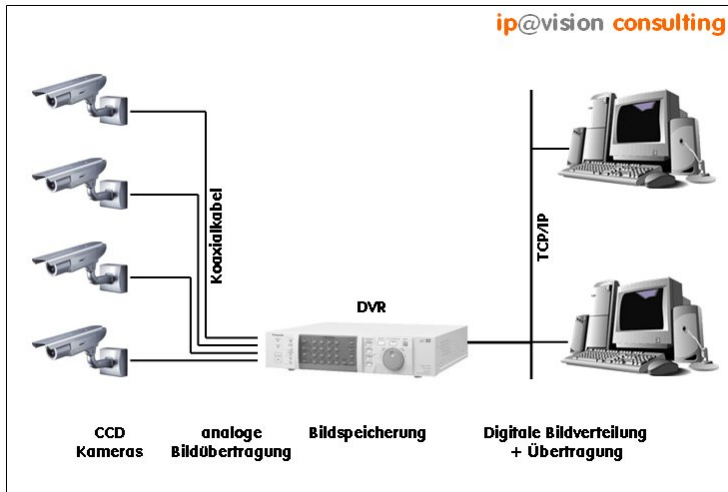 ip@vision consulting
Koaxialkabel
TCP/IP
DVR
CCD
Kameras
analoge
Bildübertragung
Bildspeicherung
Digitale Bildverteilung
+ Übertragung